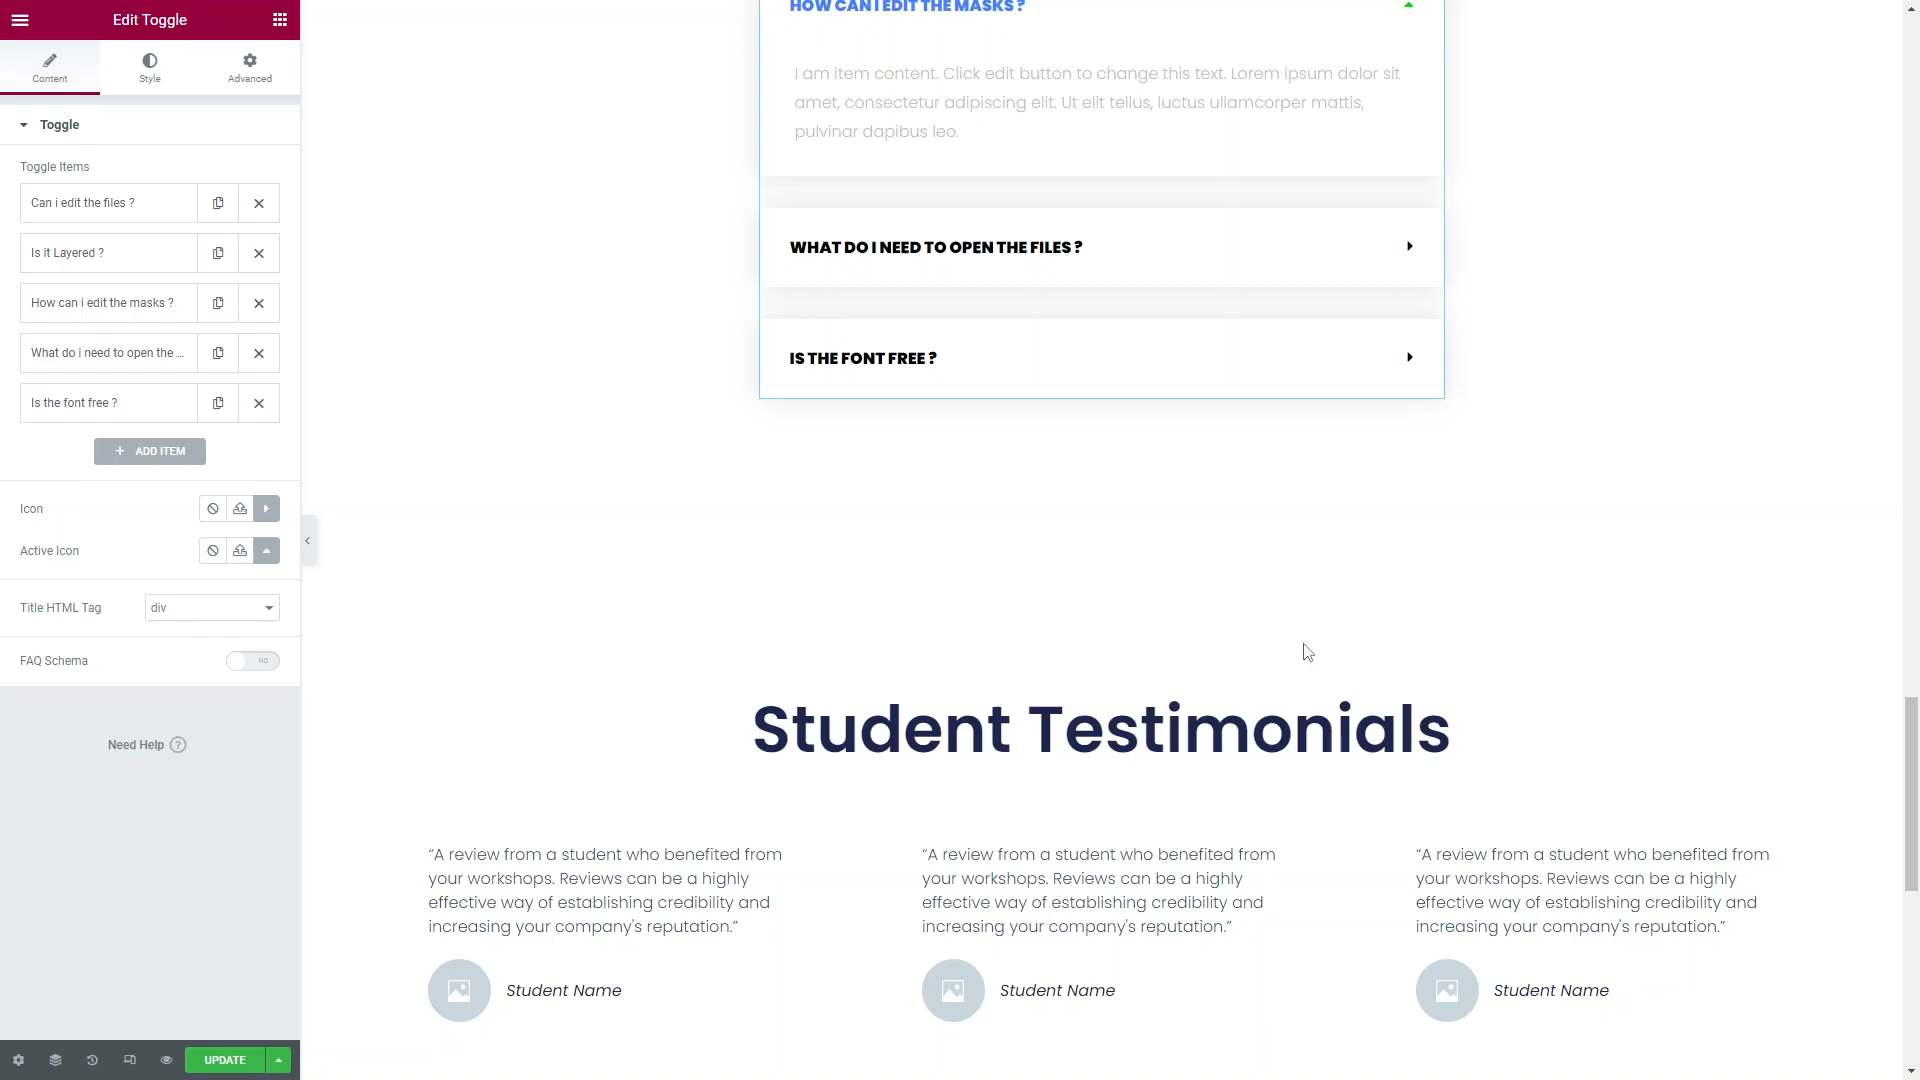 Edit Toggle
Content
Style
Advanced
Toggle
Toggle Items
Can i edit the files ?
Is it Layered ?
How can i edit the masks ?
What do i need to open the ...
Is the font free ?
+ ADD ITEM
Icon
Active Icon
Title HTML Tag
div
FAQ Schema
NO
Need Help ?
UPDATE
HOW CAN I EDIT THE MASKS ?
I am item content. Click edit button to change this text. Lorem ipsum dolor sit
amet, consectetur adipiscing elit. Ut elit tellus, luctus ullamcorper mattis,
pulvinar dapibus leo.
WHAT DO I NEED TO OPEN THE FILES ?
IS THE FONT FREE ?
Student Testimonials
“A review from a student who benefited from
your workshops. Reviews can be a highly
effective way of establishing credibility and
increasing your company's reputation.”
Student Name
“A review from a student who benefited from
your workshops. Reviews can be a highly
effective way of establishing credibility and
increasing your company's reputation.”
Student Name
“A review from a student who benefited from
your workshops. Reviews can be a highly
effective way of establishing credibility and
increasing your company's reputation.”
Student Name